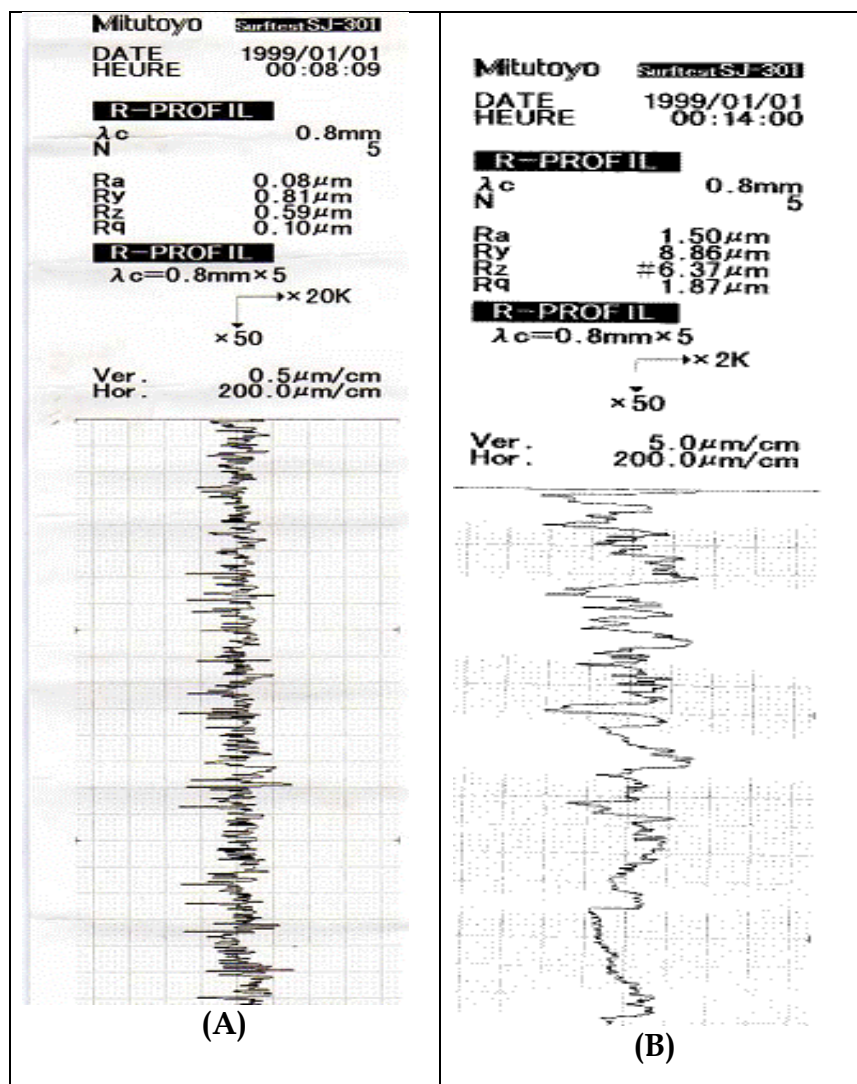 Mitutoyo SurftestSJ-301
DATE 1999/01/01
HEURE 00:08:09
R-PROFIL
λc 0.8mm
N 5
Ra 0.08μm
Ry 0.81μm
Rz 0.59μm
Rq 0.10μm
R-PROFIL
λc=0.8mm×5
× 20K
×50
Ver. 0.5μm/cm
Hor. 200.0μm/cm
(A)
Mitutoyo SurftestSJ-301
DATE 1999/01/01
HEURE 00:14:00
R-PROFIL
λc 0.8mm
N 5
Ra 1.50μm
Ry 8.86μm
Rz #6.37μm
Rq 1.87μm
R-PROFIL
λc=0.8mm×5
× 2K
×50
Ver. 5.0μm/cm
Hor. 200.0μm/cm
(B)